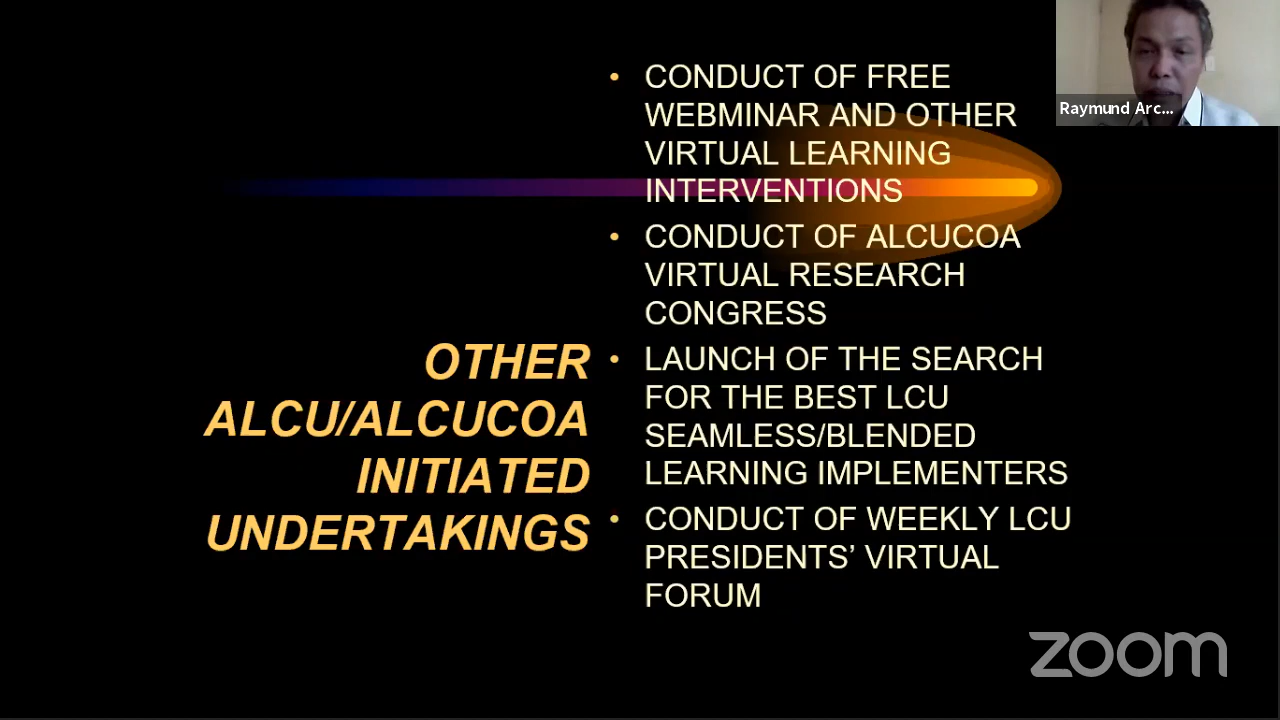 OTHER
ALCU/ALCUCOA
INITIATED
UNDERTAKINGS
• CONDUCT OF FREE
WEBMINAR AND OTHER
VIRTUAL LEARNING
INTERVENTIONS
• CONDUCT OF ALCUCOA
VIRTUAL RESEARCH
CONGRESS
• LAUNCH OF THE SEARCH
FOR THE BEST LCU
SEAMLESS/BLENDED
LEARNING IMPLEMENTERS
• CONDUCT OF WEEKLY LCU
PRESIDENTS’ VIRTUAL
FORUM
Raymund Arc...
zoom